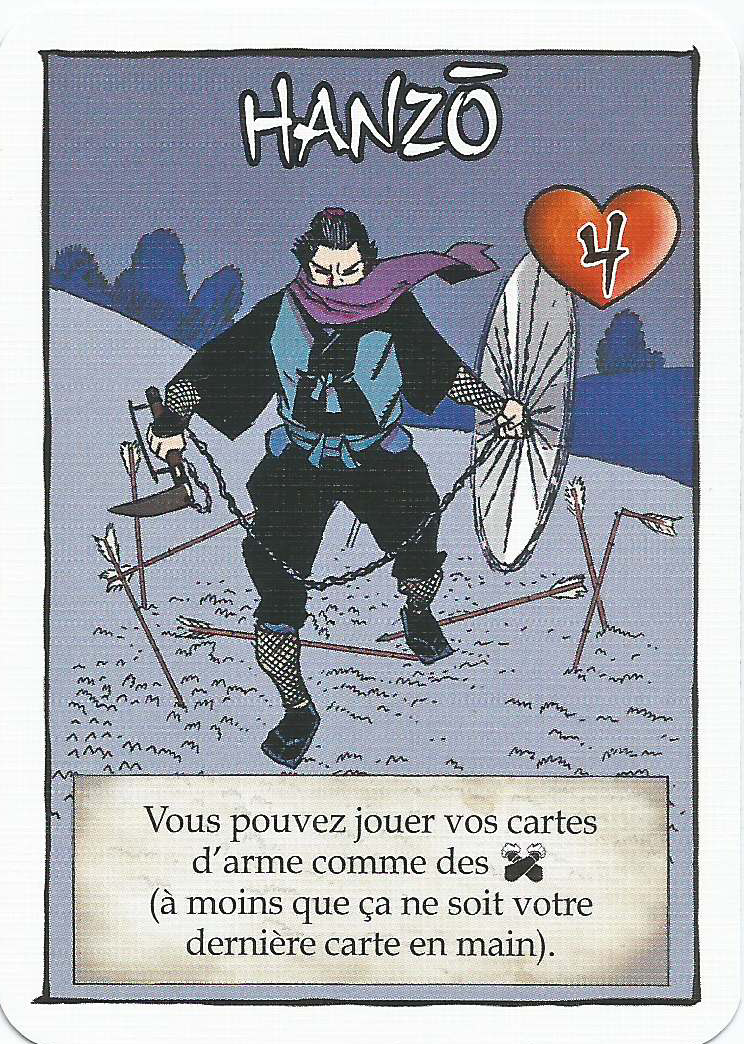 HANZŌ
4
Vous pouvez jouer vos cartes
d'arme comme des
(à moins que ça ne soit votre
dernière carte en main).